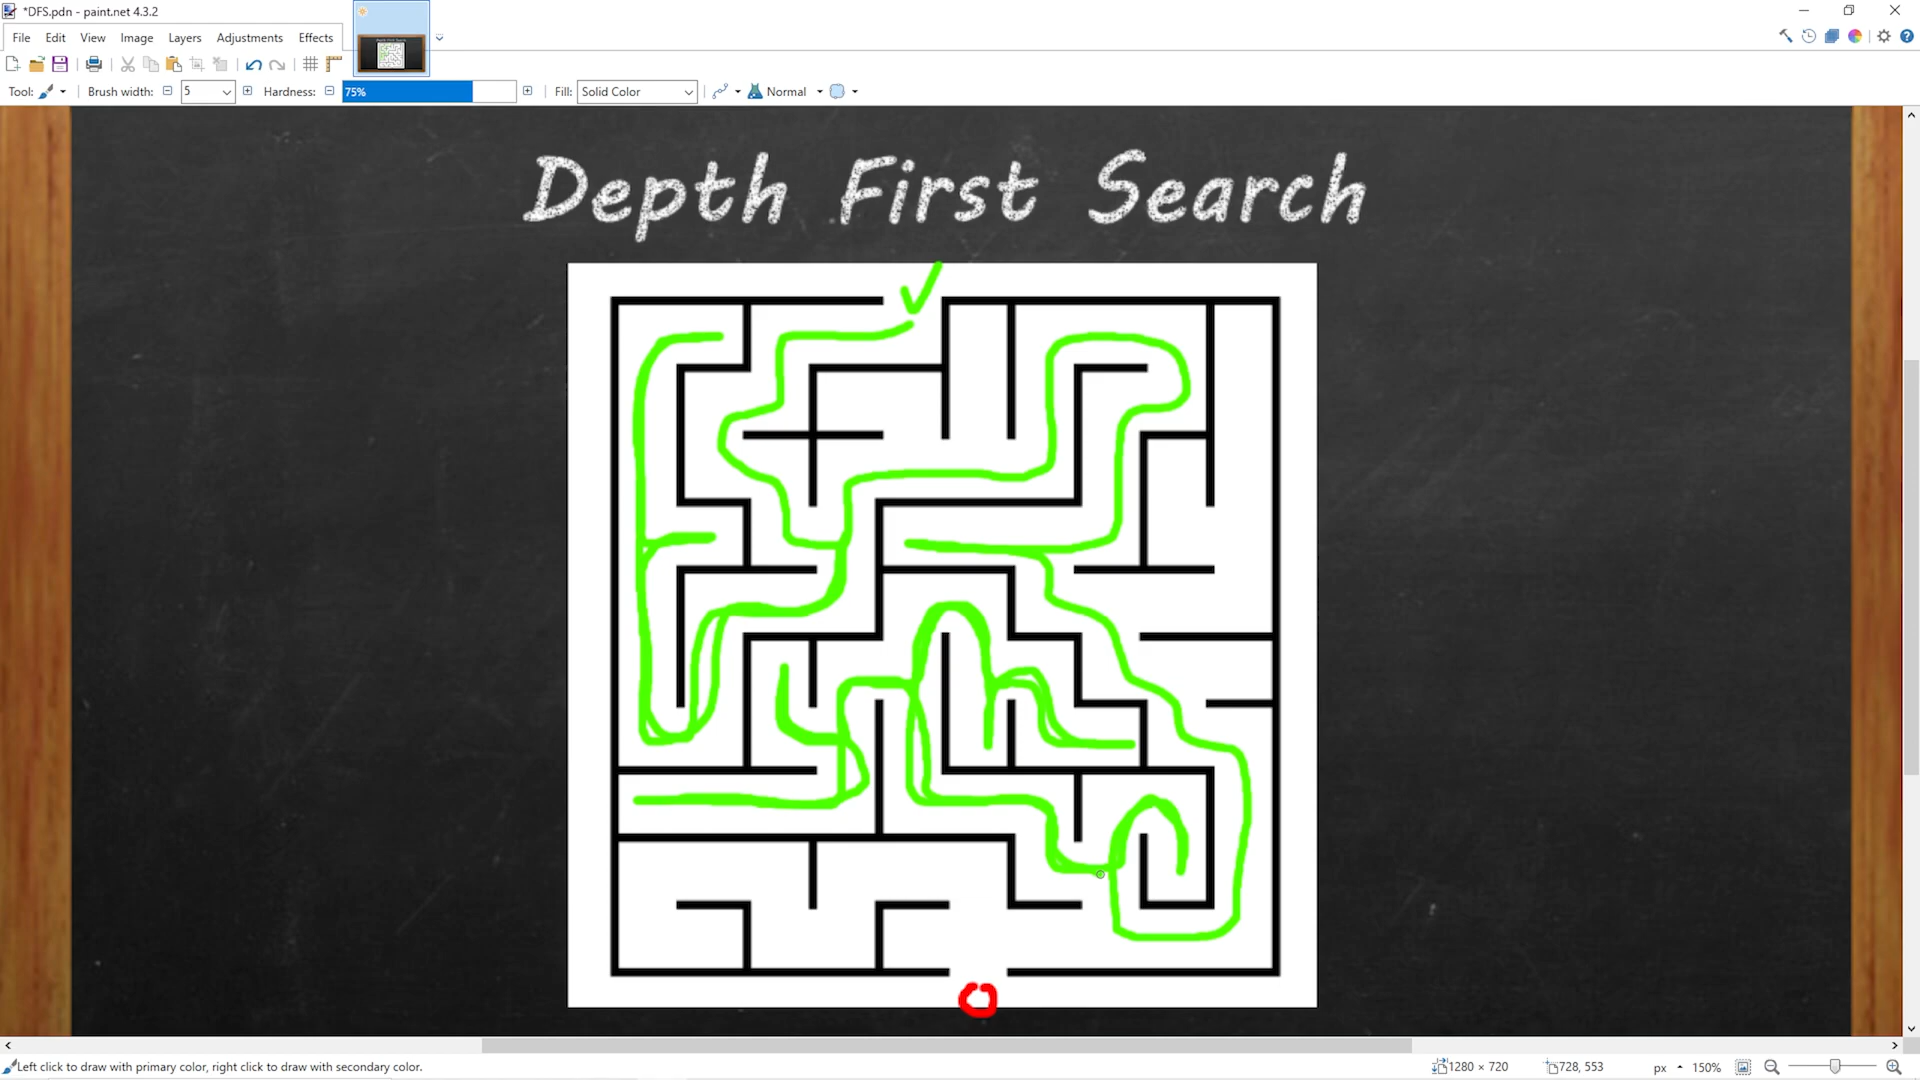 *DFS.pdn - paint.net 4.3.2
File Edit View Image Layers Adjustments Effects
Tool: Brush width: 5 Hardness: 75% Fill: Solid Color Normal
Depth First Search
Left click to draw with primary color, right click to draw with secondary color. 1280 × 720 728, 553 px 150%